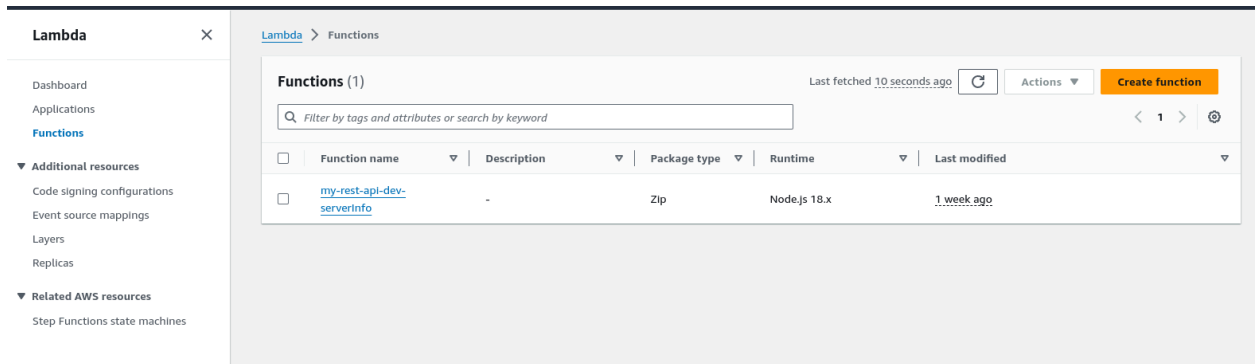 Lambda
Dashboard
Applications
Functions
Additional resources
Code signing configurations
Event source mappings
Layers
Replicas
Related AWS resources
Step Functions state machines
Lambda > Functions
Functions (1)
Last fetched 10 seconds ago
Actions
Create function
Filter by tags and attributes or search by keyword
1
Function name
Description
Package type
Runtime
Last modified
my-rest-api-dev-
serverInfo
-
Zip
Node.js 18.x
1 week ago